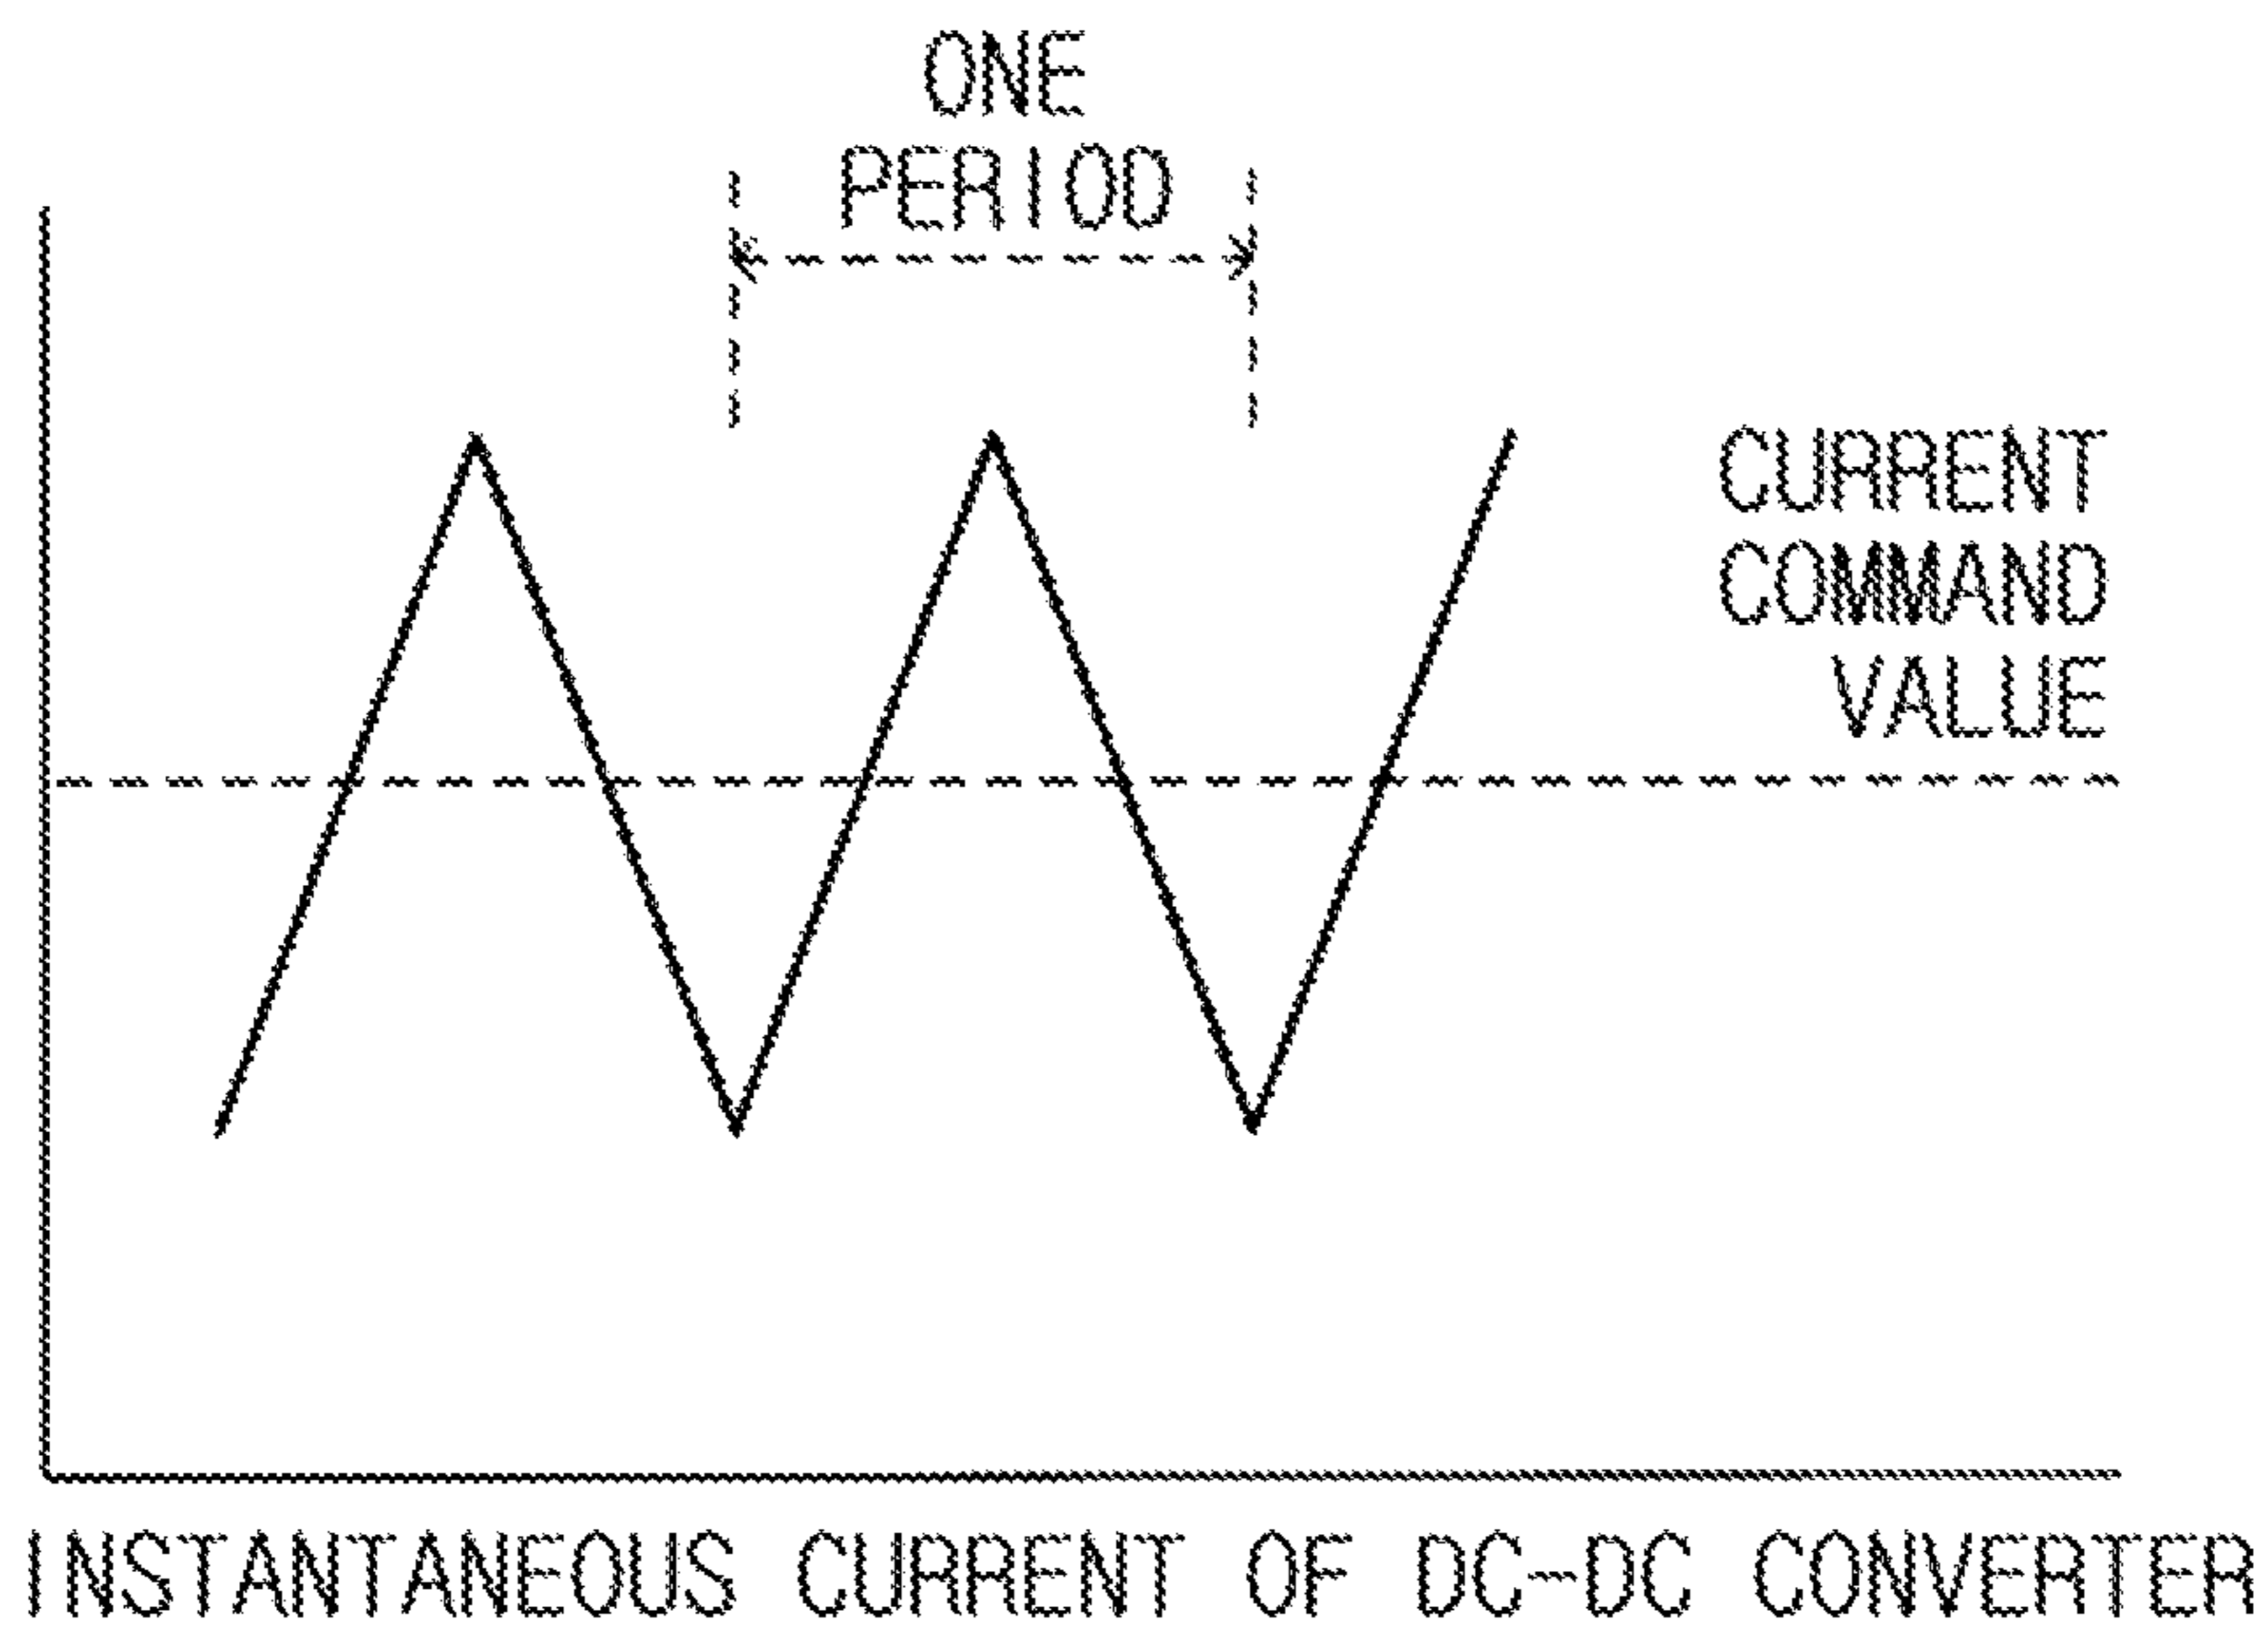 ONE
PERIOD
CURRENT
COMMAND
VALUE
INSTANTANEOUS CURRENT OF DC-DC CONVERTER